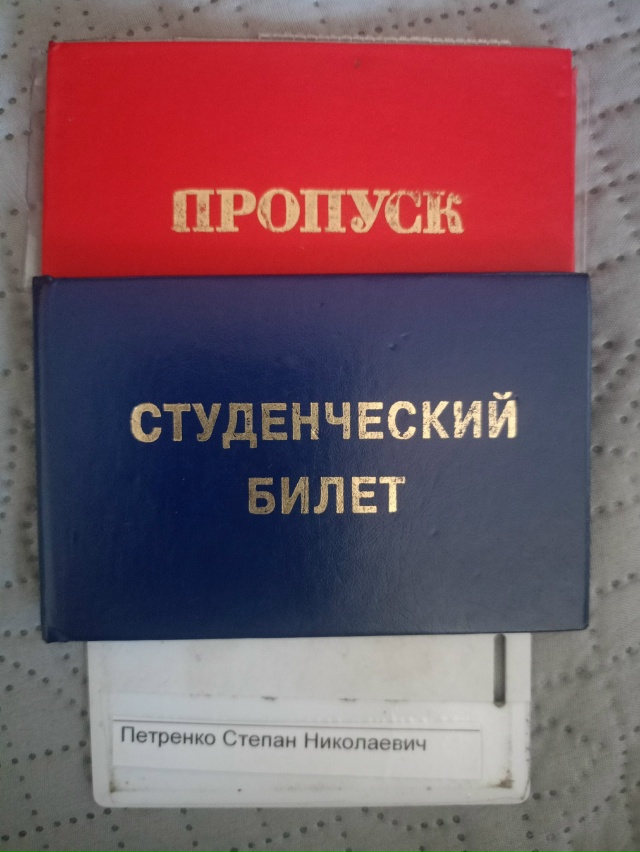 ПРОПУСК
СТУДЕНЧЕСКИЙ
БИЛЕТ
Петренко Степан Николаевич